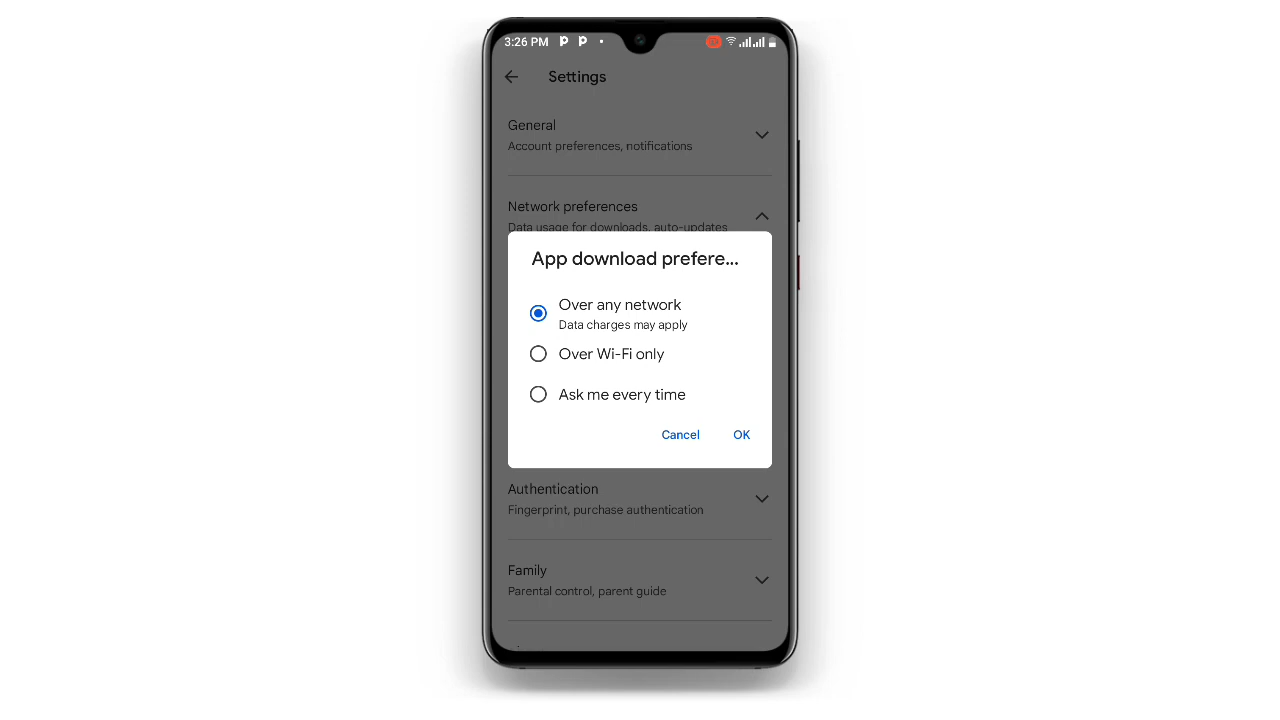 3:26 PM
Settings
General
Account preferences, notifications
Network preferences
Data usage for downloads, auto-updates
App download prefere...
Over any network
Data charges may apply
Over Wi-Fi only
Ask me every time
Cancel OK
Authentication
Fingerprint, purchase authentication
Family
Parental control, parent guide